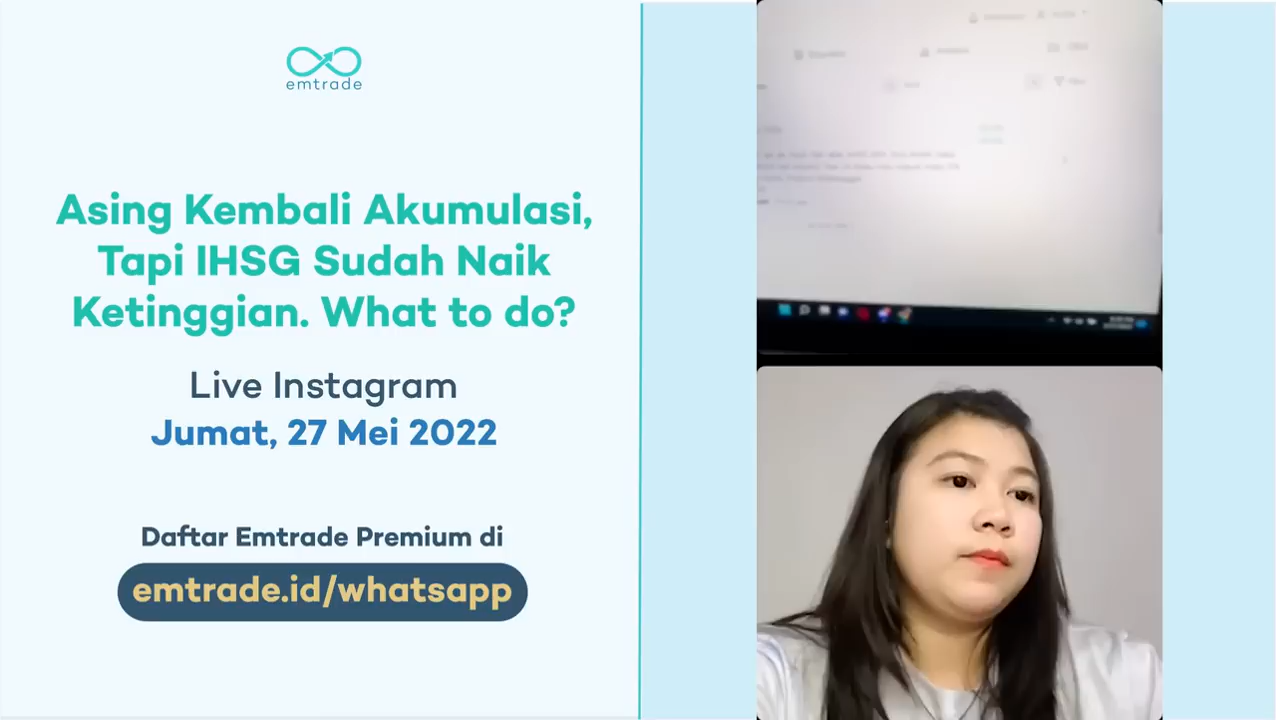 emtrade
Asing Kembali Akumulasi,
Tapi IHSG Sudah Naik
Ketinggian. What to do?
Live Instagram
Jumat, 27 Mei 2022
Daftar Emtrade Premium di
emtrade.id/whatsapp